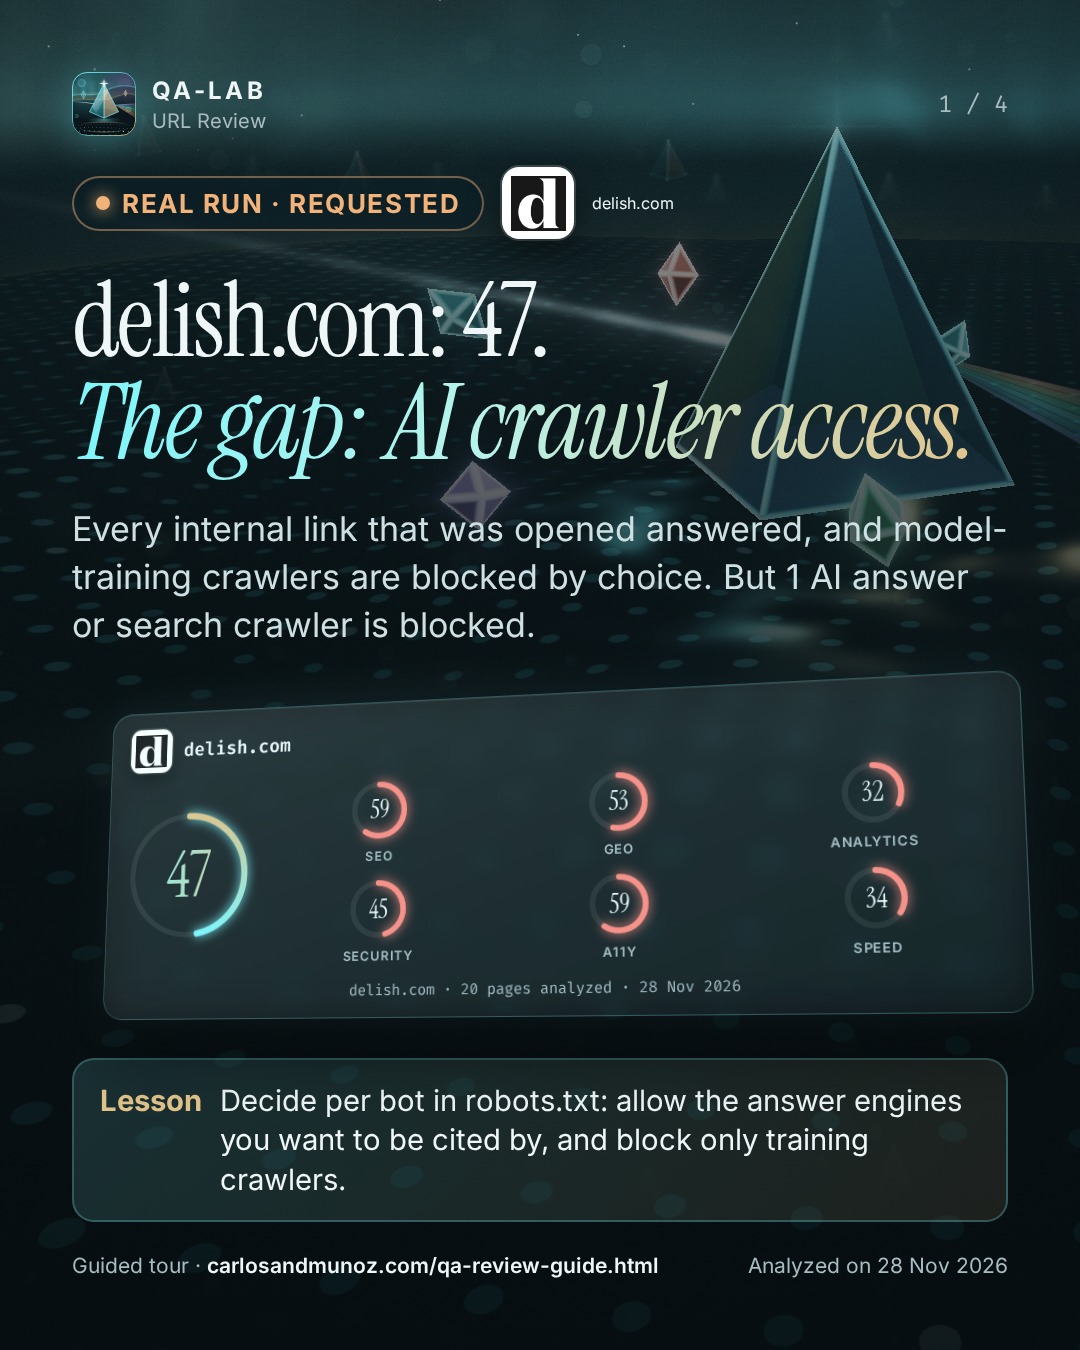 QA-LAB
URL Review
1 / 4
REAL RUN · REQUESTED
d
delish.com
delish.com: 47.
The gap: AI crawler access.
Every internal link that was opened answered, and model-
training crawlers are blocked by choice. But 1 AI answer
or search crawler is blocked.
d
delish.com
47
59
SEO
53
GEO
32
ANALYTICS
45
SECURITY
59
A11Y
34
SPEED
delish.com · 20 pages analyzed · 28 Nov 2026
Lesson Decide per bot in robots.txt: allow the answer engines
you want to be cited by, and block only training
crawlers.
Guided tour · carlosandmunoz.com/qa-review-guide.html
Analyzed on 28 Nov 2026